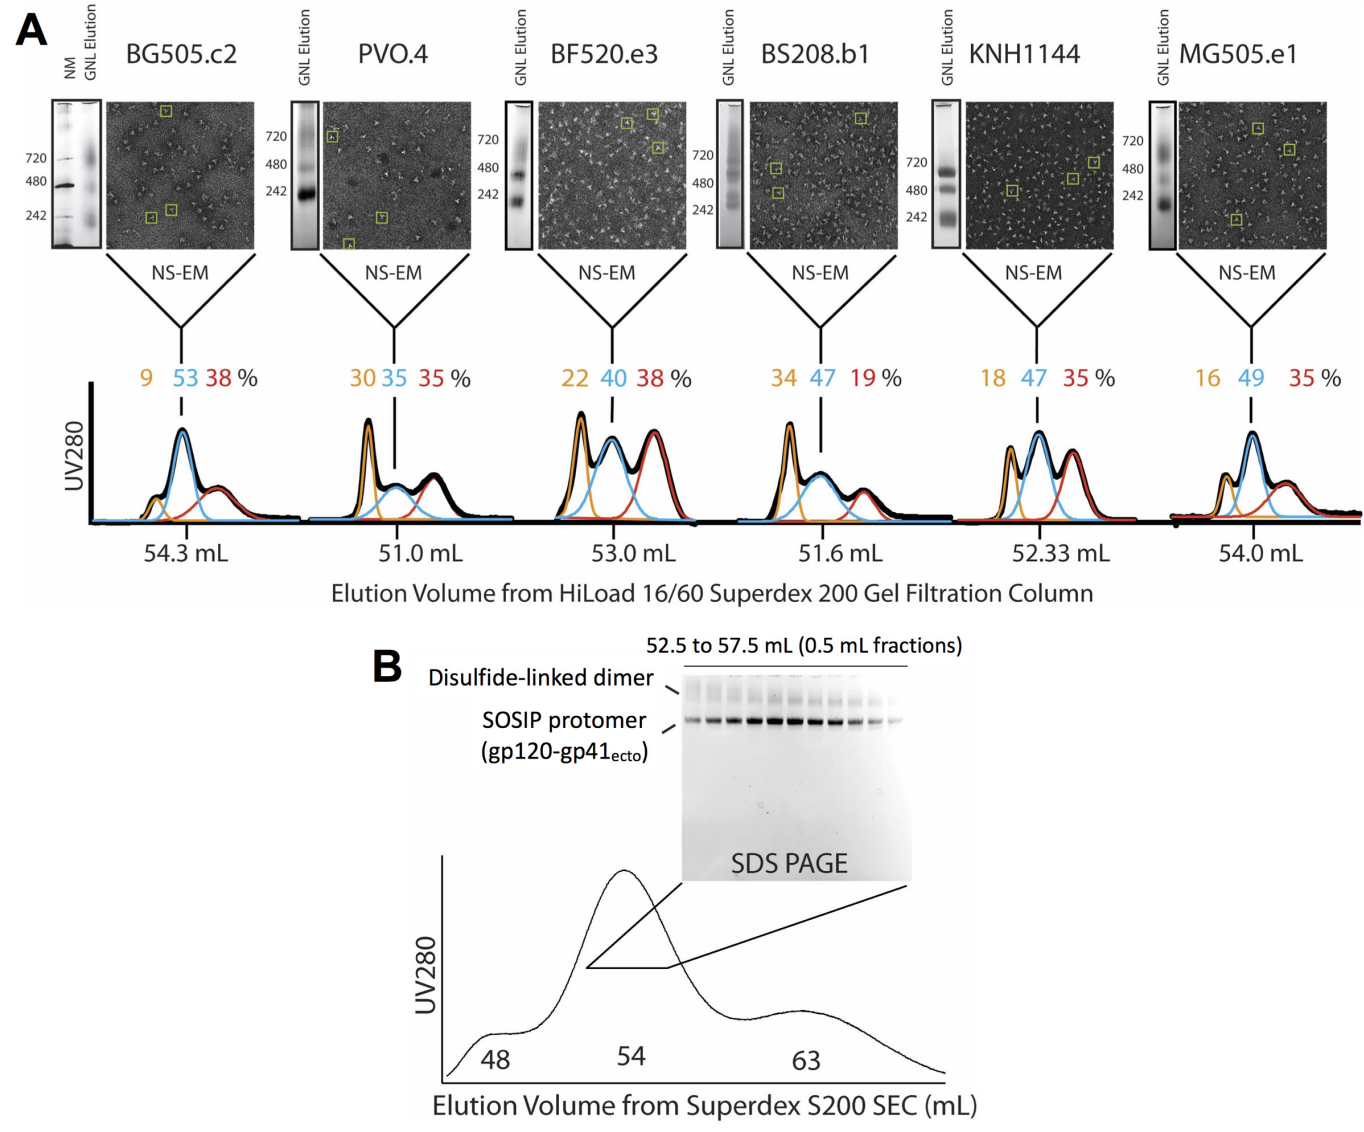 A
NM
GNL Elution
BG505.c2
GNL Elution
PVO.4
GNL Elution
BF520.e3
GNL Elution
BS208.b1
GNL Elution
KNH1144
GNL Elution
MG505.e1
720
480
242
720
480
242
720
480
242
720
480
242
720
480
242
720
480
242
NS-EM NS-EM NS-EM NS-EM NS-EM NS-EM
9 53 38 %
30 35 35 %
22 40 38 %
34 47 19 %
18 47 35 %
16 49 35 %
UV280
54.3 mL 51.0 mL 53.0 mL 51.6 mL 52.33 mL 54.0 mL
Elution Volume from HiLoad 16/60 Superdex 200 Gel Filtration Column
B
52.5 to 57.5 mL (0.5 mL fractions)
Disulfide-linked dimer
SOSIP protomer
(gp120-gp41ecto)
SDS PAGE
UV280
48 54 63
Elution Volume from Superdex S200 SEC (mL)